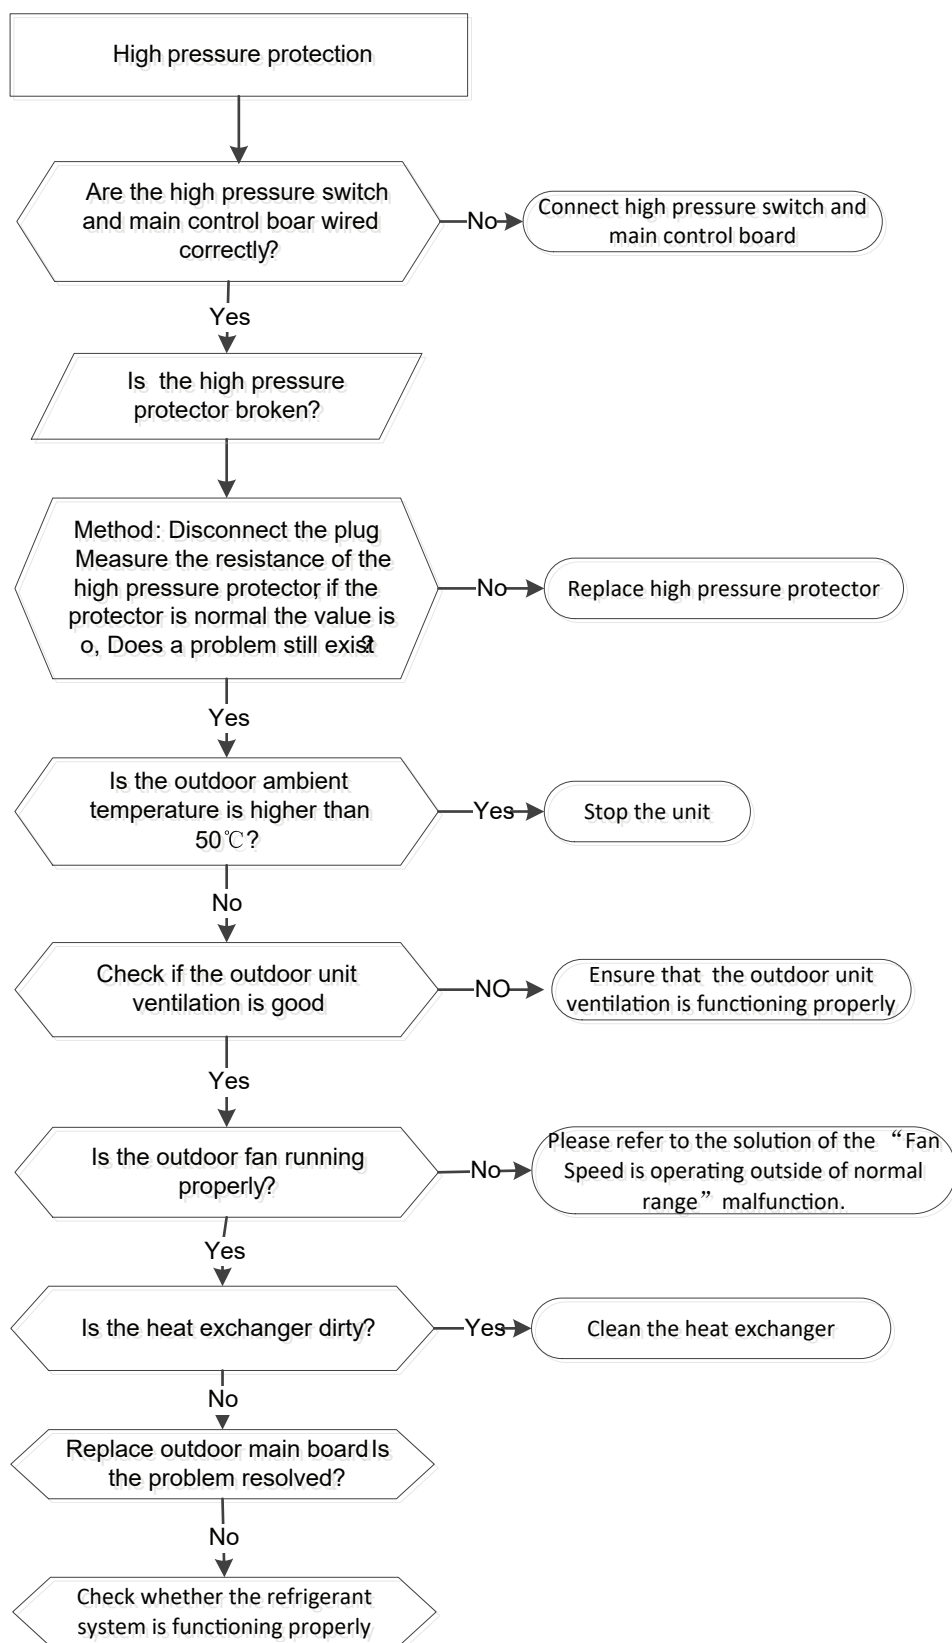 High pressure protection
Are the high pressure switch
and main control boar wired
correctly?
No
Connect high pressure switch and
main control board
Yes
Is the high pressure
protector broken?
Method: Disconnect the plug
Measure the resistance of the
high pressure protector, if the
protector is normal the value is
o, Does a problem still exist?
No
Replace high pressure protector
Yes
Is the outdoor ambient
temperature is higher than
50℃?
Yes
Stop the unit
No
Check if the outdoor unit
ventilation is good
NO
Ensure that the outdoor unit
ventilation is functioning properly
Yes
Is the outdoor fan running
properly?
No
Please refer to the solution of the “Fan
Speed is operating outside of normal
range” malfunction.
Yes
Is the heat exchanger dirty?
Yes
Clean the heat exchanger
No
Replace outdoor main board Is
the problem resolved?
No
Check whether the refrigerant
system is functioning properly